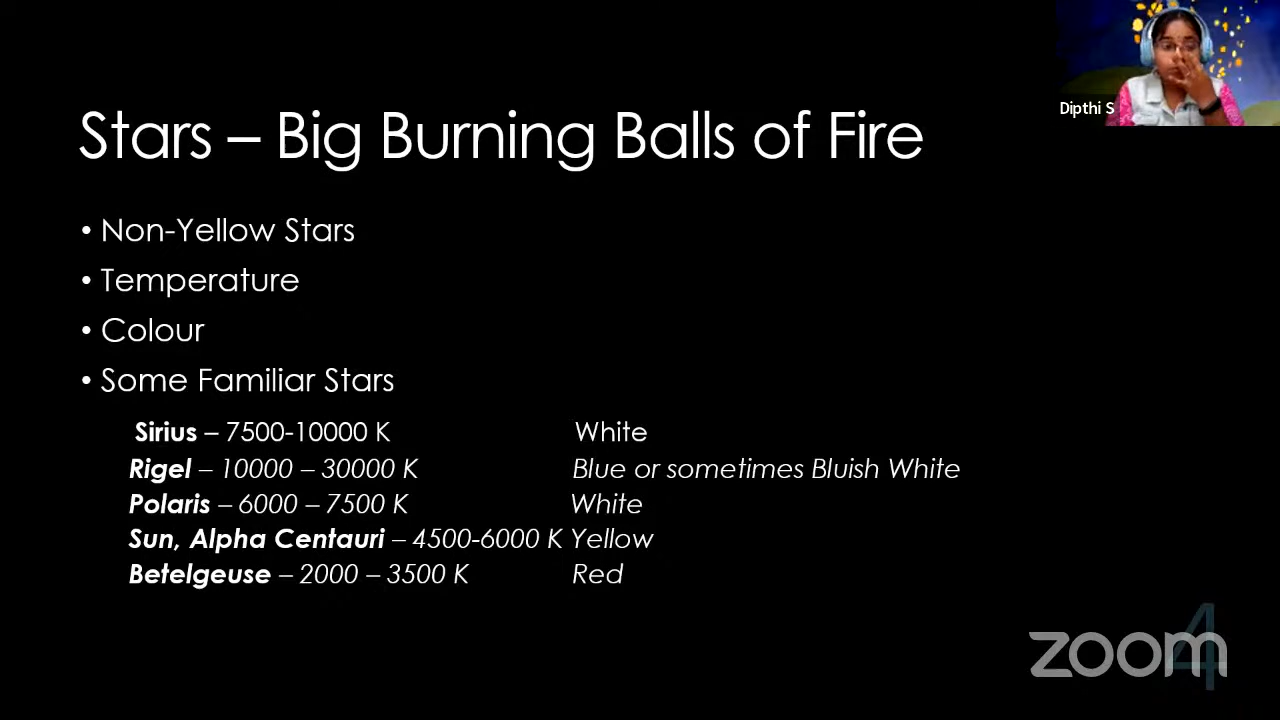 Dipthi S
Stars – Big Burning Balls of Fire
• Non-Yellow Stars
• Temperature
• Colour
• Some Familiar Stars
Sirius – 7500-10000 K White
Rigel – 10000 – 30000 K Blue or sometimes Bluish White
Polaris – 6000 – 7500 K White
Sun, Alpha Centauri – 4500-6000 K Yellow
Betelgeuse – 2000 – 3500 K Red
4
zoom